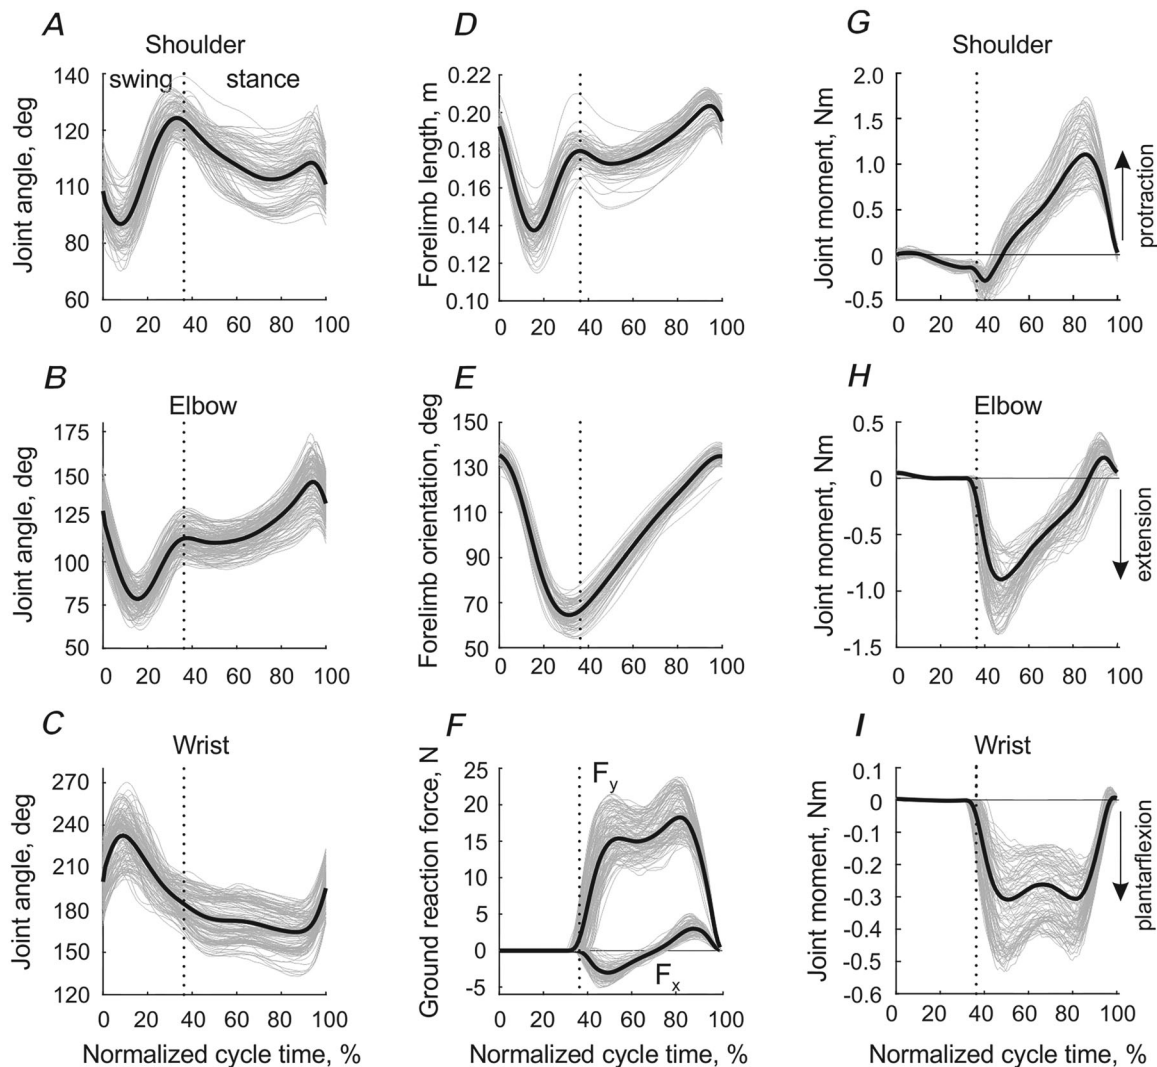 A
Shoulder
swing
stance
Joint angle, deg
140
120
110
80
60
0 20 40 60 80 100
B
Elbow
Joint angle, deg
175
150
125
100
75
50
0 20 40 60 80 100
C
Wrist
Joint angle, deg
270
240
210
180
150
120
0 20 40 60 80 100
Normalized cycle time, %
D
Forelimb length, m
0.22
0.20
0.18
0.16
0.14
0.12
0.10
0 20 40 60 80 100
E
Forelimb orientation, deg
150
130
110
90
70
50
0 20 40 60 80 100
F
Ground reaction force, N
25
20
15
10
5
0
-5
Fy
Fx
0 20 40 60 80 100
Normalized cycle time, %
G
Shoulder
Joint moment, Nm
2.0
1.5
1.0
0.5
0
-0.5
protraction
0 20 40 60 80 100
H
Elbow
Joint moment, Nm
0.5
0
-0.5
-1.0
-1.5
extension
0 20 40 60 80 100
I
Wrist
Joint moment, Nm
0.1
0
-0.1
-0.2
-0.3
-0.4
-0.5
-0.6
plantarflexion
0 20 40 60 80 100
Normalized cycle time, %